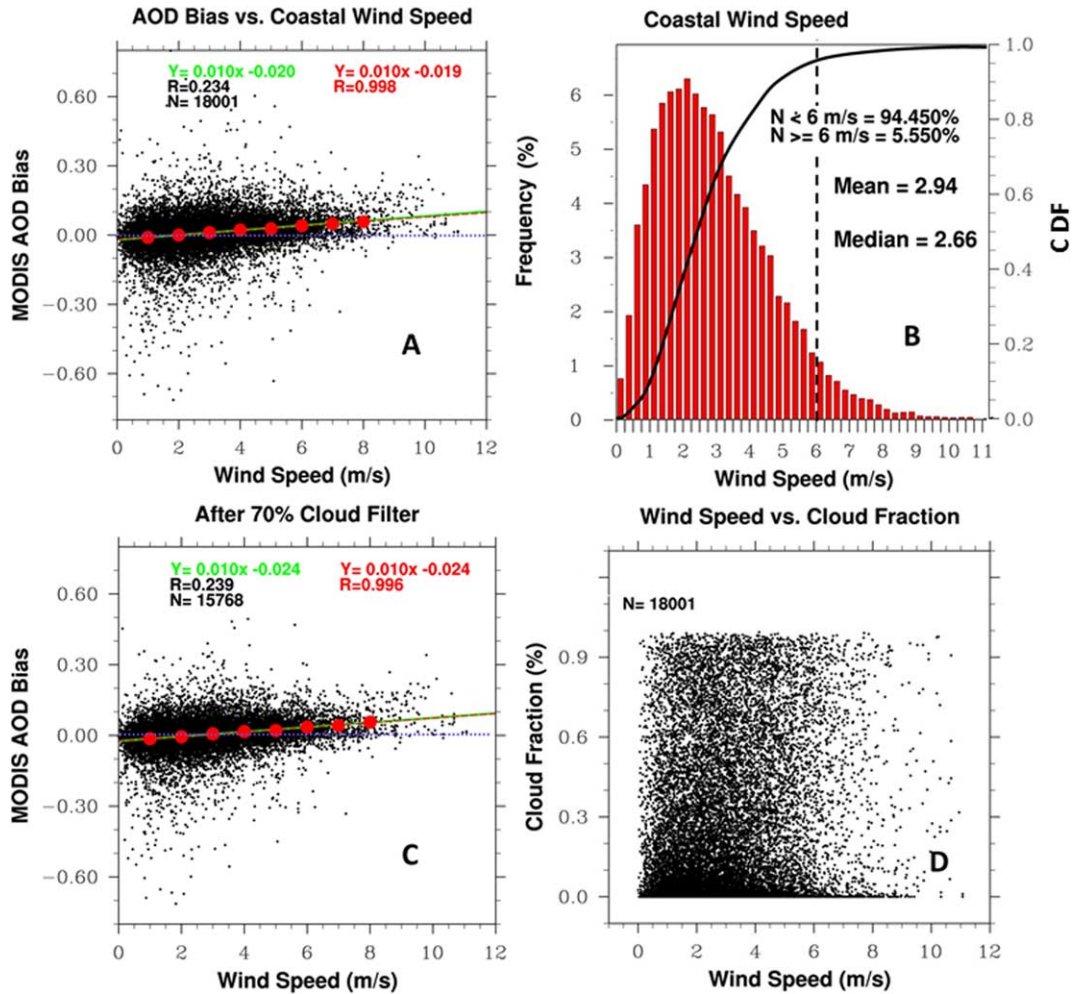 AOD Bias vs. Coastal Wind Speed
Y= 0.010x -0.020
R=0.234
N= 18001
Y= 0.010x -0.019
R=0.998
MODIS AOD Bias
0.60
0.30
0.00
−0.30
−0.60
A
0 2 4 6 8 10 12
Wind Speed (m/s)
Coastal Wind Speed
Frequency (%)
6
5
4
3
2
1
0
N < 6 m/s = 94.450%
N >= 6 m/s = 5.550%
Mean = 2.94
Median = 2.66
B
1.0
0.8
0.6
0.4
0.2
0.0
CDF
0 1 2 3 4 5 6 7 8 9 10 11
Wind Speed (m/s)
After 70% Cloud Filter
Y= 0.010x -0.024
R=0.239
N= 15768
Y= 0.010x -0.024
R=0.996
MODIS AOD Bias
0.60
0.30
0.00
−0.30
−0.60
C
0 2 4 6 8 10 12
Wind Speed (m/s)
Wind Speed vs. Cloud Fraction
N= 18001
Cloud Fraction (%)
0.9
0.6
0.3
0.0
D
0 2 4 6 8 10 12
Wind Speed (m/s)